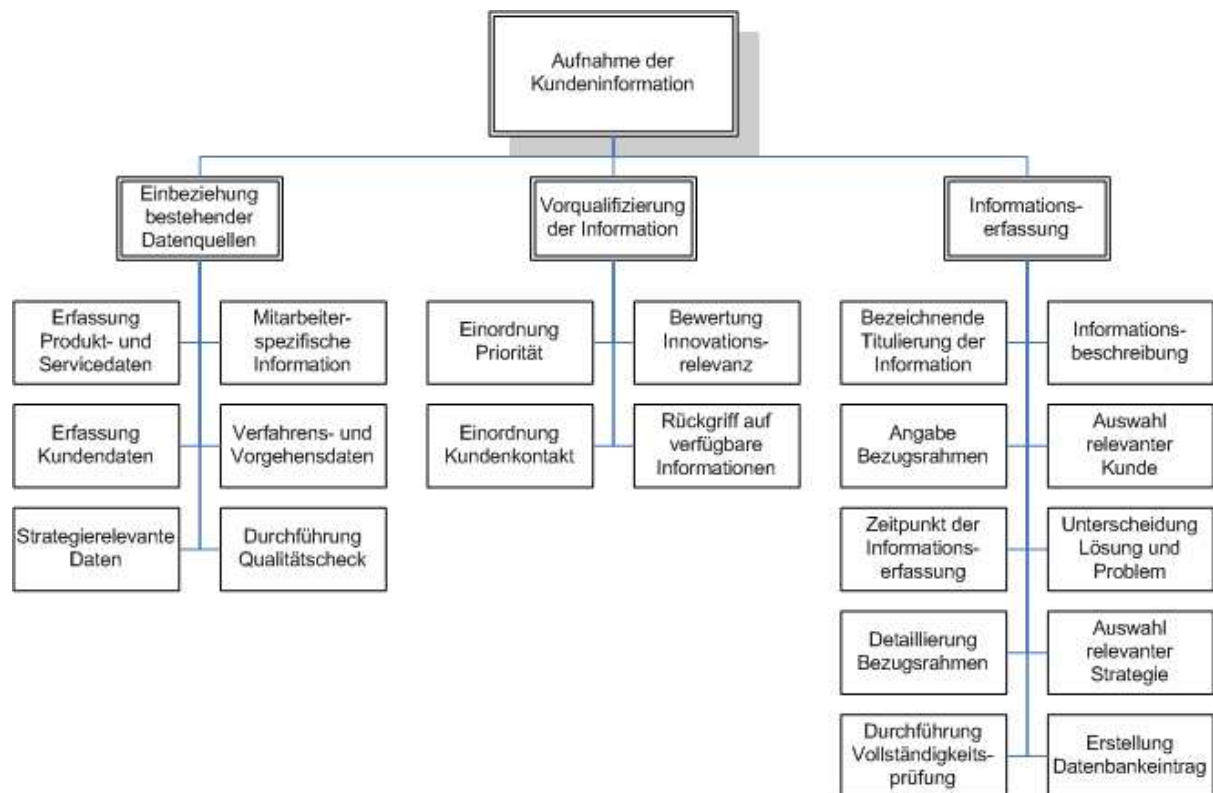 Aufnahme der
Kundeninformation
Einbeziehung
bestehender
Datenquellen
Vorqualifizierung
der Information
Informations-
erfassung
Erfassung
Produkt- und
Servicedaten
Mitarbeiter-
spezifische
Information
Erfassung
Kundendaten
Verfahrens- und
Vorgehensdaten
Strategierelevante
Daten
Durchführung
Qualitätscheck
Einordnung
Priorität
Bewertung
Innovations-
relevanz
Einordnung
Kundenkontakt
Rückgriff auf
verfügbare
Informationen
Bezeichnende
Titulierung der
Information
Informations-
beschreibung
Angabe
Bezugsrahmen
Auswahl
relevanter
Kunde
Zeitpunkt der
Informations-
erfassung
Unterscheidung
Lösung und
Problem
Detaillierung
Bezugsrahmen
Auswahl
relevanter
Strategie
Durchführung
Vollständigkeits-
prüfung
Erstellung
Datenbankeintrag